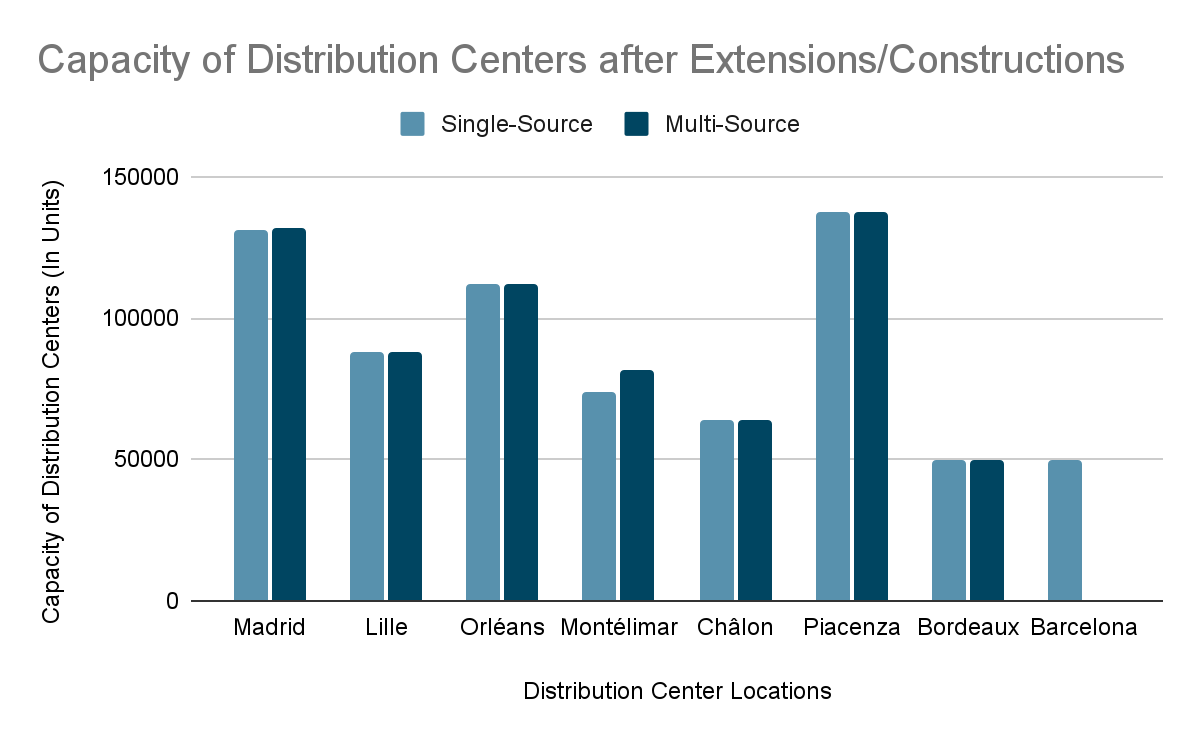 Capacity of Distribution Centers after Extensions/Constructions
Single-Source
Multi-Source
Capacity of Distribution Centers (In Units)
150000
100000
50000
0
Madrid Lille Orléans Montélimar Châlon Piacenza Bordeaux Barcelona
Distribution Center Locations